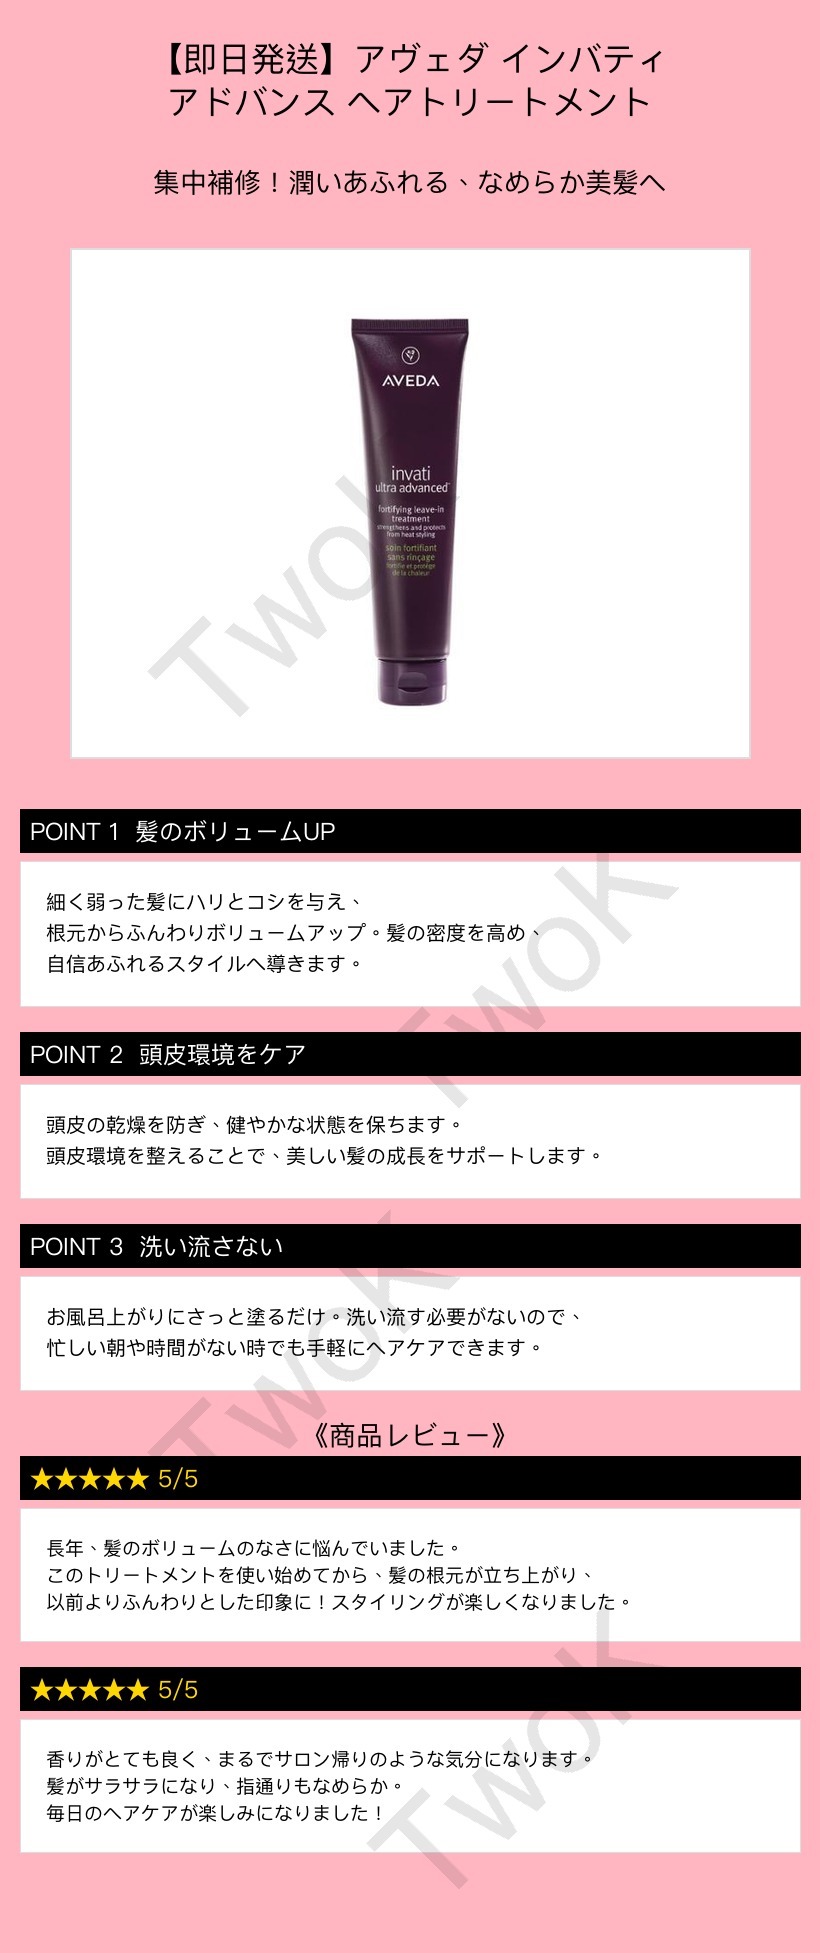 【即日発送】アヴェダ インバティ
アドバンス ヘアトリートメント
集中補修！潤いあふれる、なめらか美髪へ
AVEDA
invati
ultra advanced™
fortifying leave-in
treatment
strengthens and protects
from heat styling
soin fortifiant
sans rinçage
fortifie et protège
de la chaleur
Twok
POINT 1 髪のボリュームUP
細く弱った髪にハリとコシを与え、
根元からふんわりボリュームアップ。髪の密度を高め、
自信あふれるスタイルへ導きます。
Twok
POINT 2 頭皮環境をケア
頭皮の乾燥を防ぎ、健やかな状態を保ちます。
頭皮環境を整えることで、美しい髪の成長をサポートします。
POINT 3 洗い流さない
お風呂上がりにさっと塗るだけ。洗い流す必要がないので、
忙しい朝や時間がない時でも手軽にヘアケアできます。
Twok
《商品レビュー》
★★★★★ 5/5
長年、髪のボリュームのなさに悩んでいました。
このトリートメントを使い始めてから、髪の根元が立ち上がり、
以前よりふんわりとした印象に！スタイリングが楽しくなりました。
★★★★★ 5/5
香りがとても良く、まるでサロン帰りのような気分になります。
髪がサラサラになり、指通りもなめらか。
毎日のヘアケアが楽しみになりました！
Twok